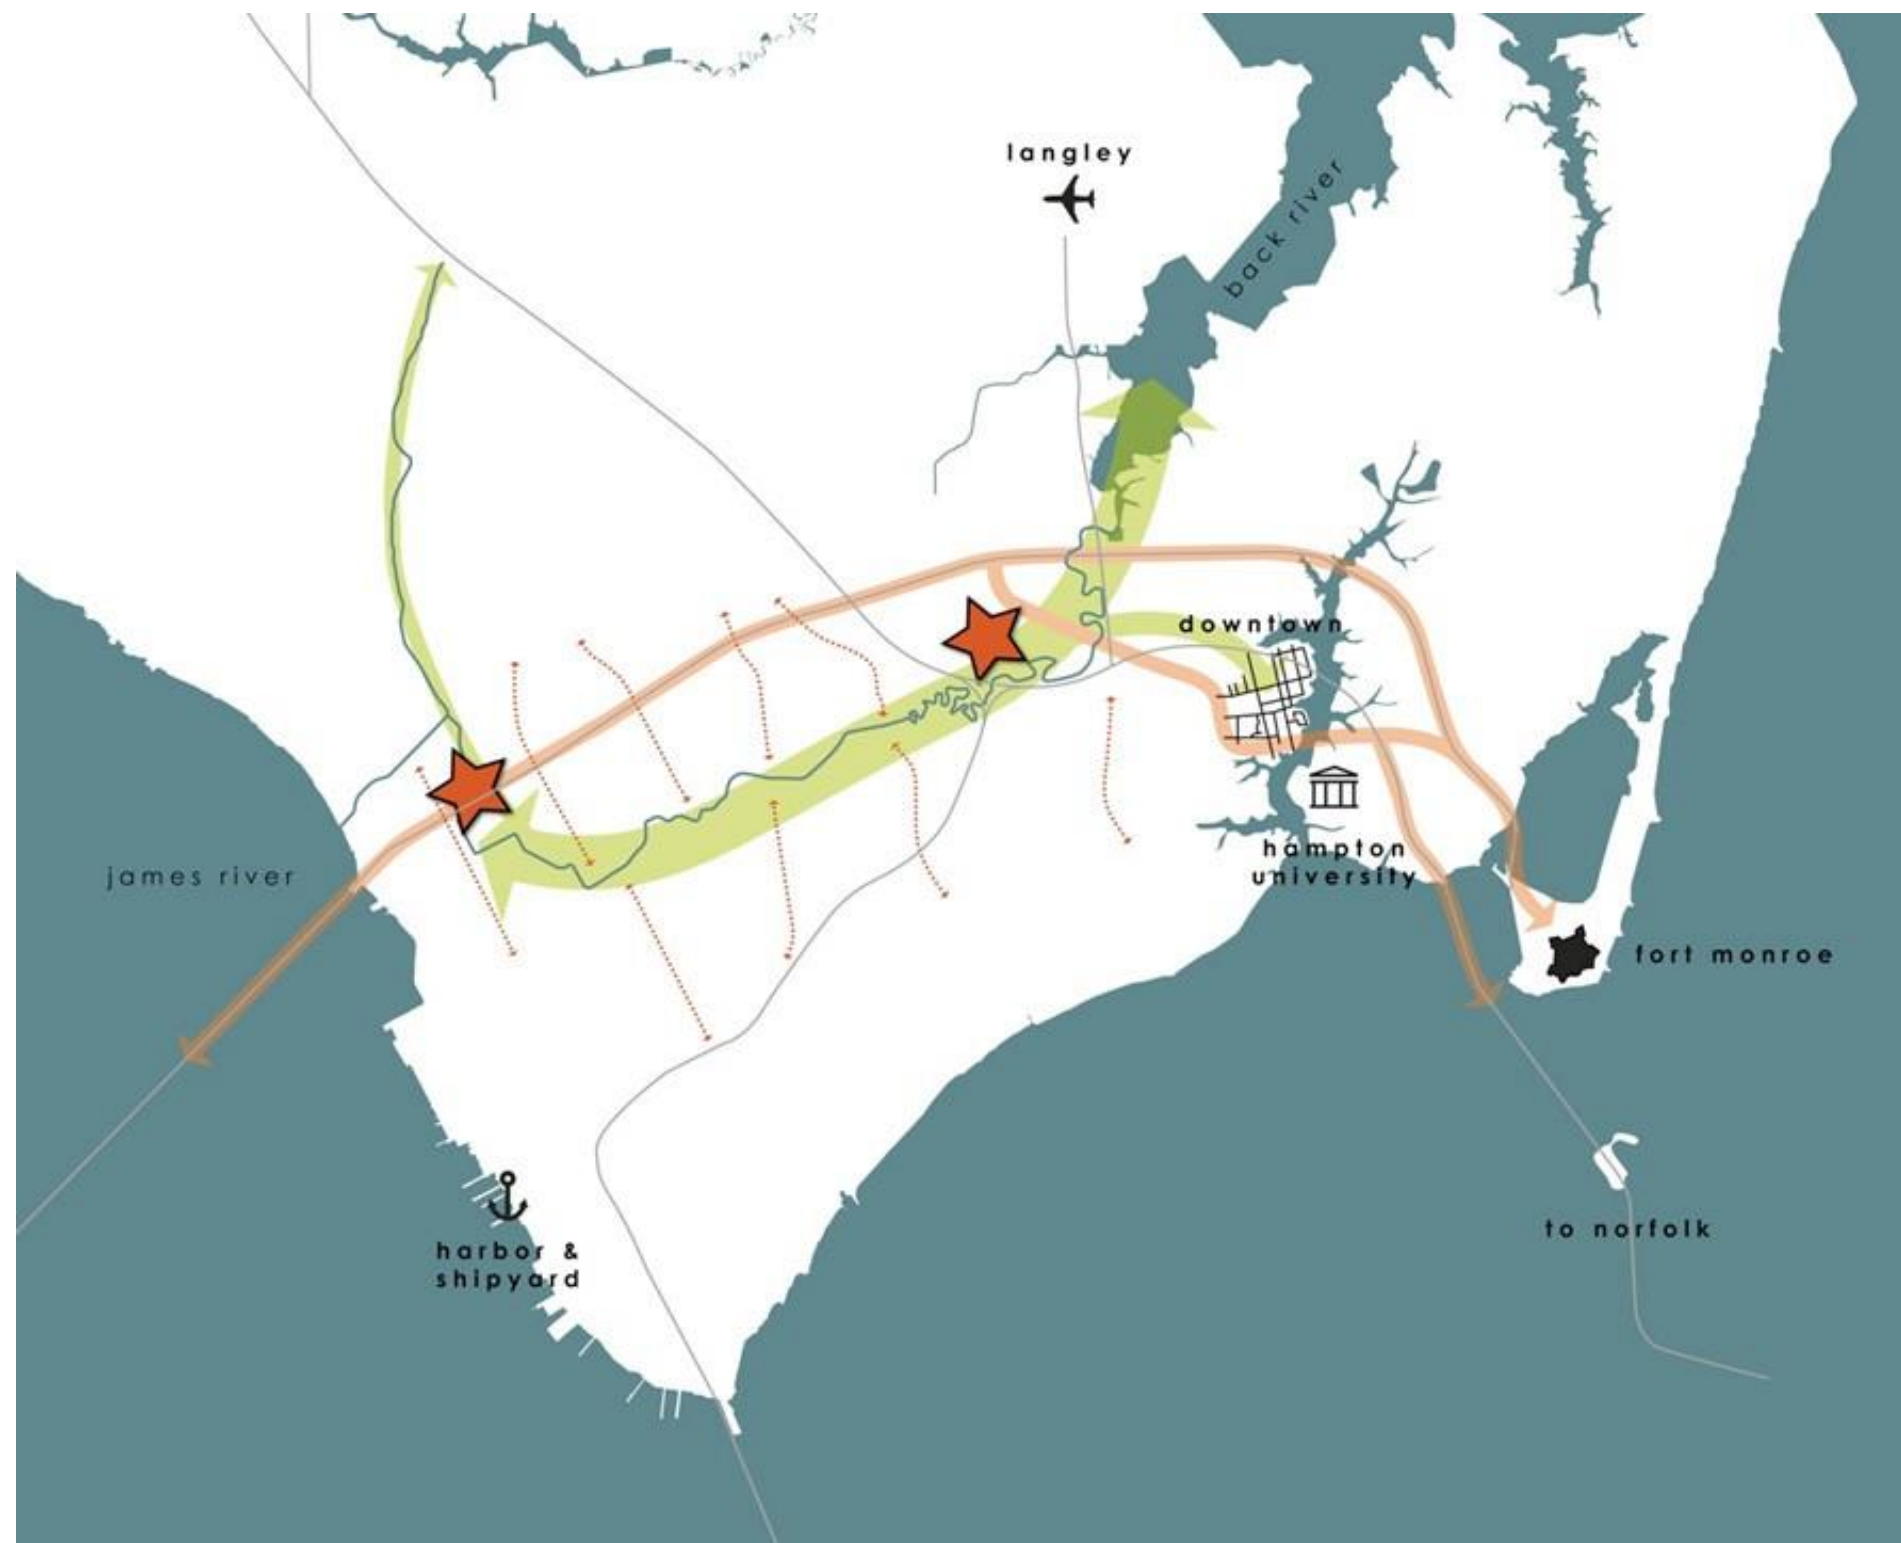 langley
back river
downtown
james river
hampton
university
fort monroe
to norfolk
harbor &
shipyard